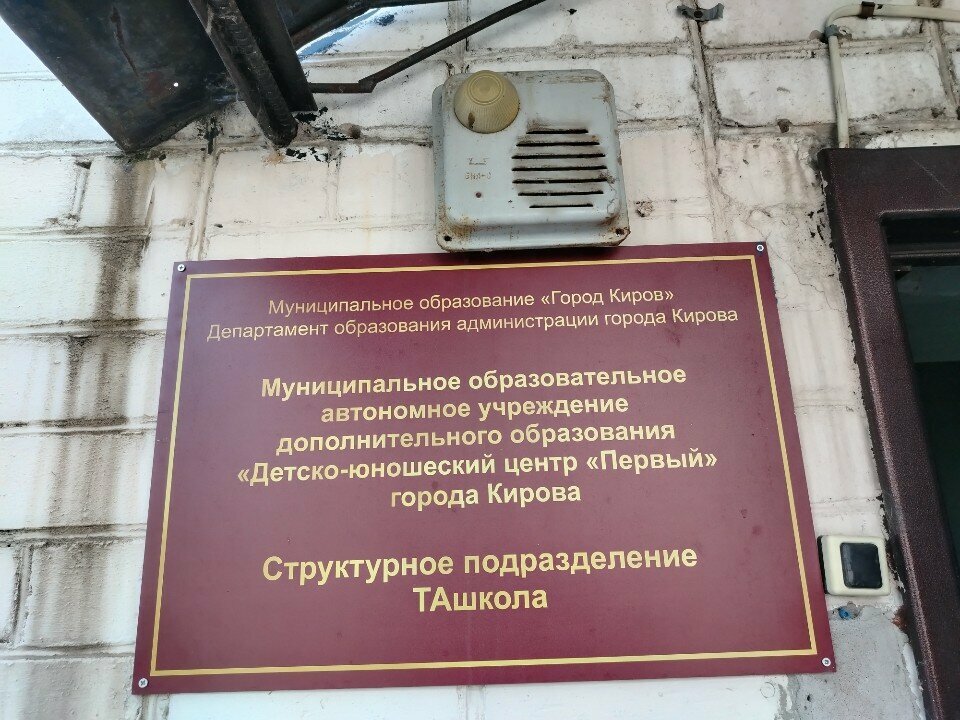 Муниципальное образование «Город Киров»
Департамент образования администрации города Кирова
Муниципальное образовательное
автономное учреждение
дополнительного образования
«Детско-юношеский центр «Первый»
города Кирова
Структурное подразделение
ТАшкола